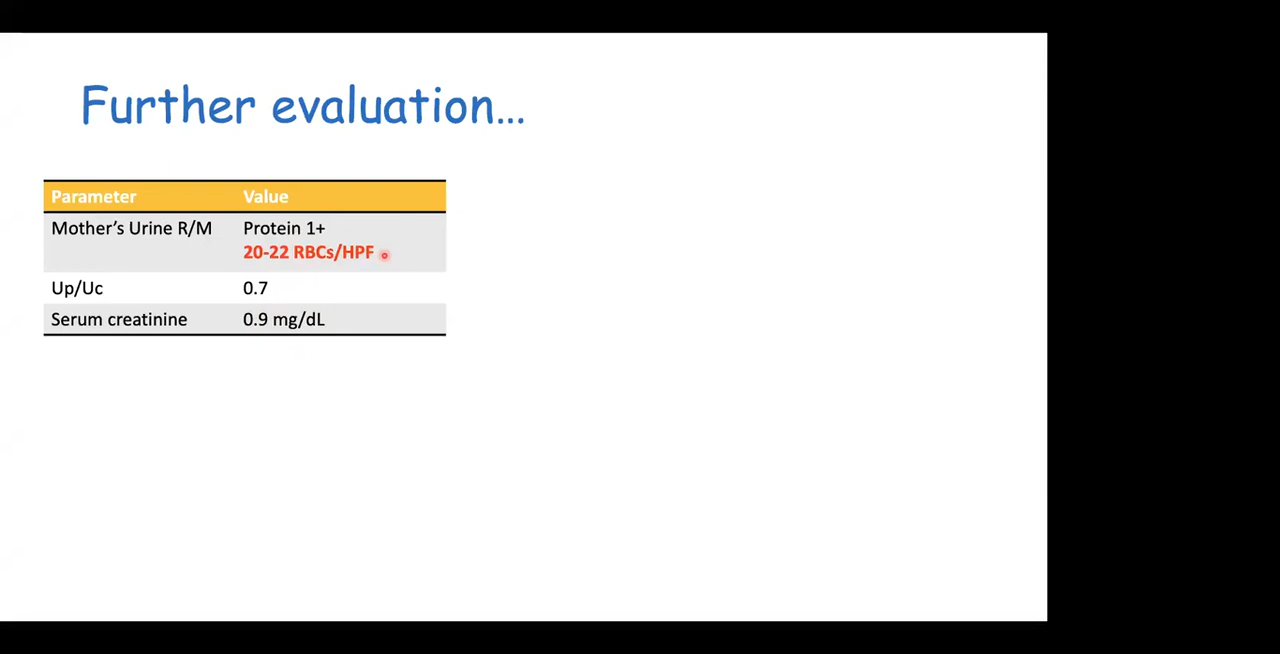 Further evaluation...
Parameter Value
Mother's Urine R/M Protein 1+
20-22 RBCs/HPF
Up/Uc 0.7
Serum creatinine 0.9 mg/dL